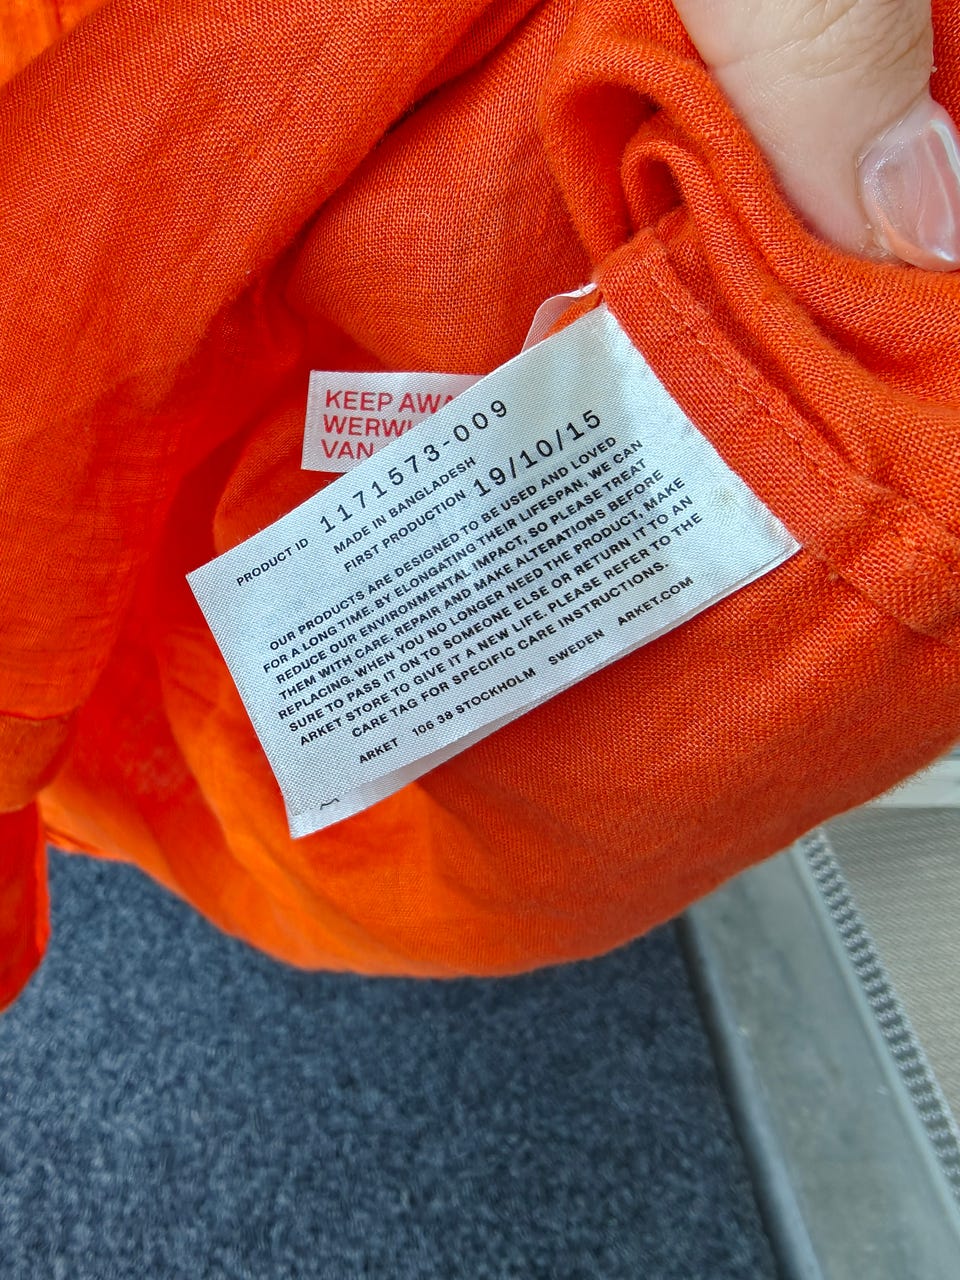 KEEP
WERW
VAN
PRODUCT ID 1171573-009
MADE IN BANGLADESH
FIRST PRODUCTION 19/10/15
OUR PRODUCTS ARE DESIGNED TO BE USED AND LOVED
FOR A LONG TIME. BY ELONGATING THEIR LIFESPAN, WE CAN
REDUCE OUR ENVIRONMENTAL IMPACT, SO PLEASE TREAT
THEM WITH CARE. REPAIR AND MAKE ALTERATIONS BEFORE
REPLACING. WHEN YOU NO LONGER NEED THE PRODUCT, MAKE
SURE TO PASS IT ON TO SOMEONE ELSE OR RETURN IT TO AN
ARKET STORE TO GIVE IT A NEW LIFE. PLEASE REFER TO THE
CARE TAG FOR SPECIFIC CARE INSTRUCTIONS.
ARKET 106 38 STOCKHOLM SWEDEN ARKET.COM